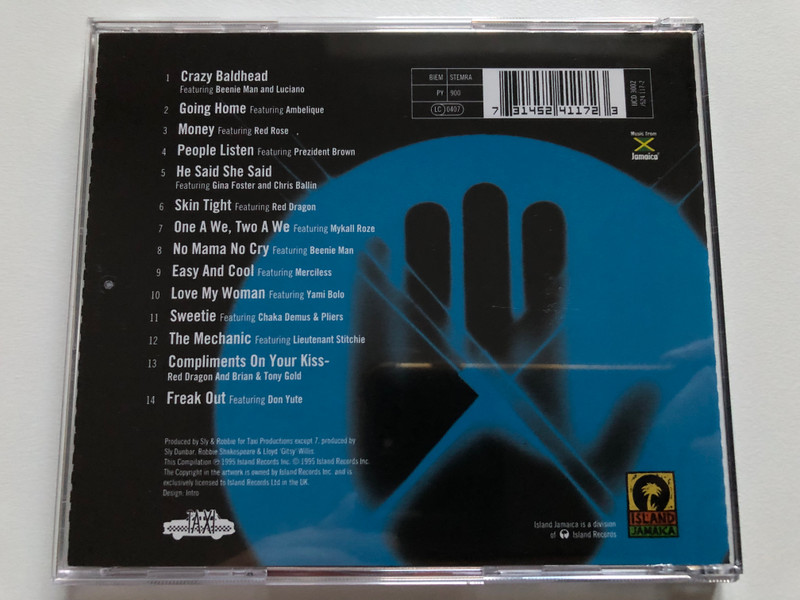 1 Crazy Baldhead
Featuring Beenie Man and Luciano
2 Going Home Featuring Ambelique
3 Money Featuring Red Rose .
4 People Listen Featuring Prezident Brown
5 He Said She Said
Featuring Gina Foster and Chris Ballin
6 Skin Tight Featuring Red Dragon
7 One A We, Two A We Featuring Mykall Roze
8 No Mama No Cry Featuring Beenie Man
9 Easy And Cool Featuring Merciless
10 Love My Woman Featuring Yami Bolo
11 Sweetie Featuring Chaka Demus & Pliers
12 The Mechanic Featuring Lieutenant Stitchie
13 Compliments On Your Kiss-
Red Dragon And Brian & Tony Gold
14 Freak Out Featuring Don Yute
Produced by Sly & Robbie for Taxi Productions except 7, produced by
Sly Dunbar, Robbie Shakespeare & Lloyd 'Gitsy' Willis
This Compilation ℗ 1995 Island Records Inc. © 1995 Island Records Inc.
The Copyright in the artwork is owned by Island Records Inc. and is
exclusively licensed to Island Records Ltd in the UK.
Design: Intro
TAXI
BIEM STEMRA
PY 900
LC 0407
7 31452 41172 3
IJCD 3002
/524 117-2
Music from
Jamaica
Island Jamaica is a division
of Island Records
ISLAND
JAMAICA